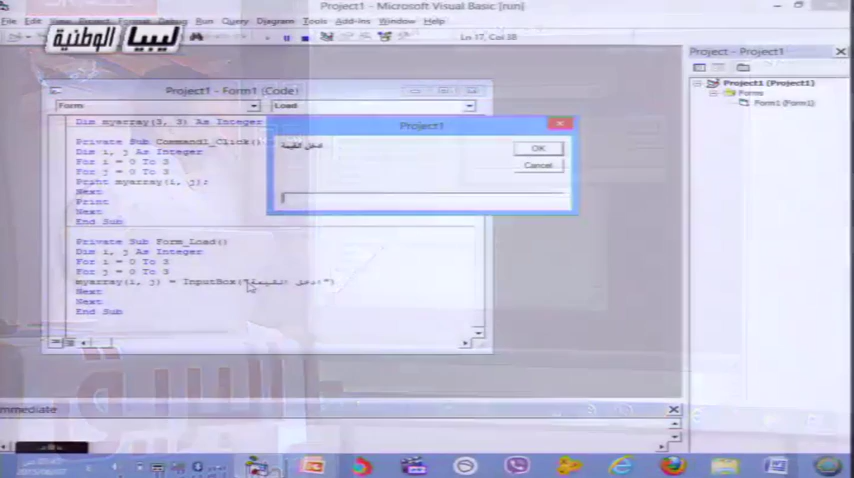 Project1 - Microsoft Visual Basic [run]
File Edit Project Format Debug Run Query Diagram Tools Add-Ins Window Help
ليبيا الوطنية
Ln 17, Col 38
Project - Project1
Project1 (Project1)
Forms
Form1 (Form1)
Project1 - Form1 (Code)
Form
Load
Dim myarray(3, 3) As Integer
Private Sub Command1_Click()
Dim i, j As Integer
For i = 0 To 3
For j = 0 To 3
Print myarray(i, j);
Next
Print
Next
End Sub
Private Sub Form_Load()
Dim i, j As Integer
For i = 0 To 3
For j = 0 To 3
myarray(i, j) = InputBox("ادخل القيمة")
Next
Next
End Sub
Project1
ادخل القيمة
OK
Cancel
mmediate